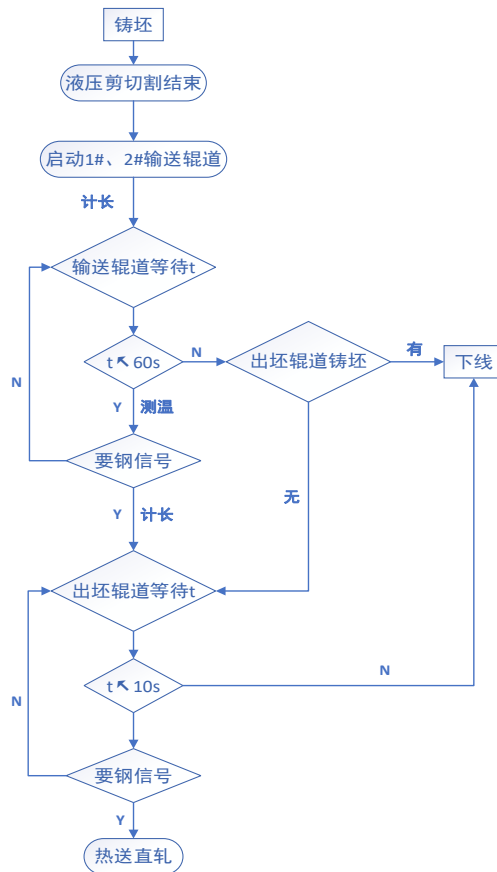 铸坯
液压剪切割结束
启动1#、2#输送辊道
计长
输送辊道等待t
t↖60s
N
出坯辊道铸坯
有
下线
N
Y
测温
要钢信号
无
Y
计长
出坯辊道等待t
t↖10s
N
N
要钢信号
Y
热送直轧